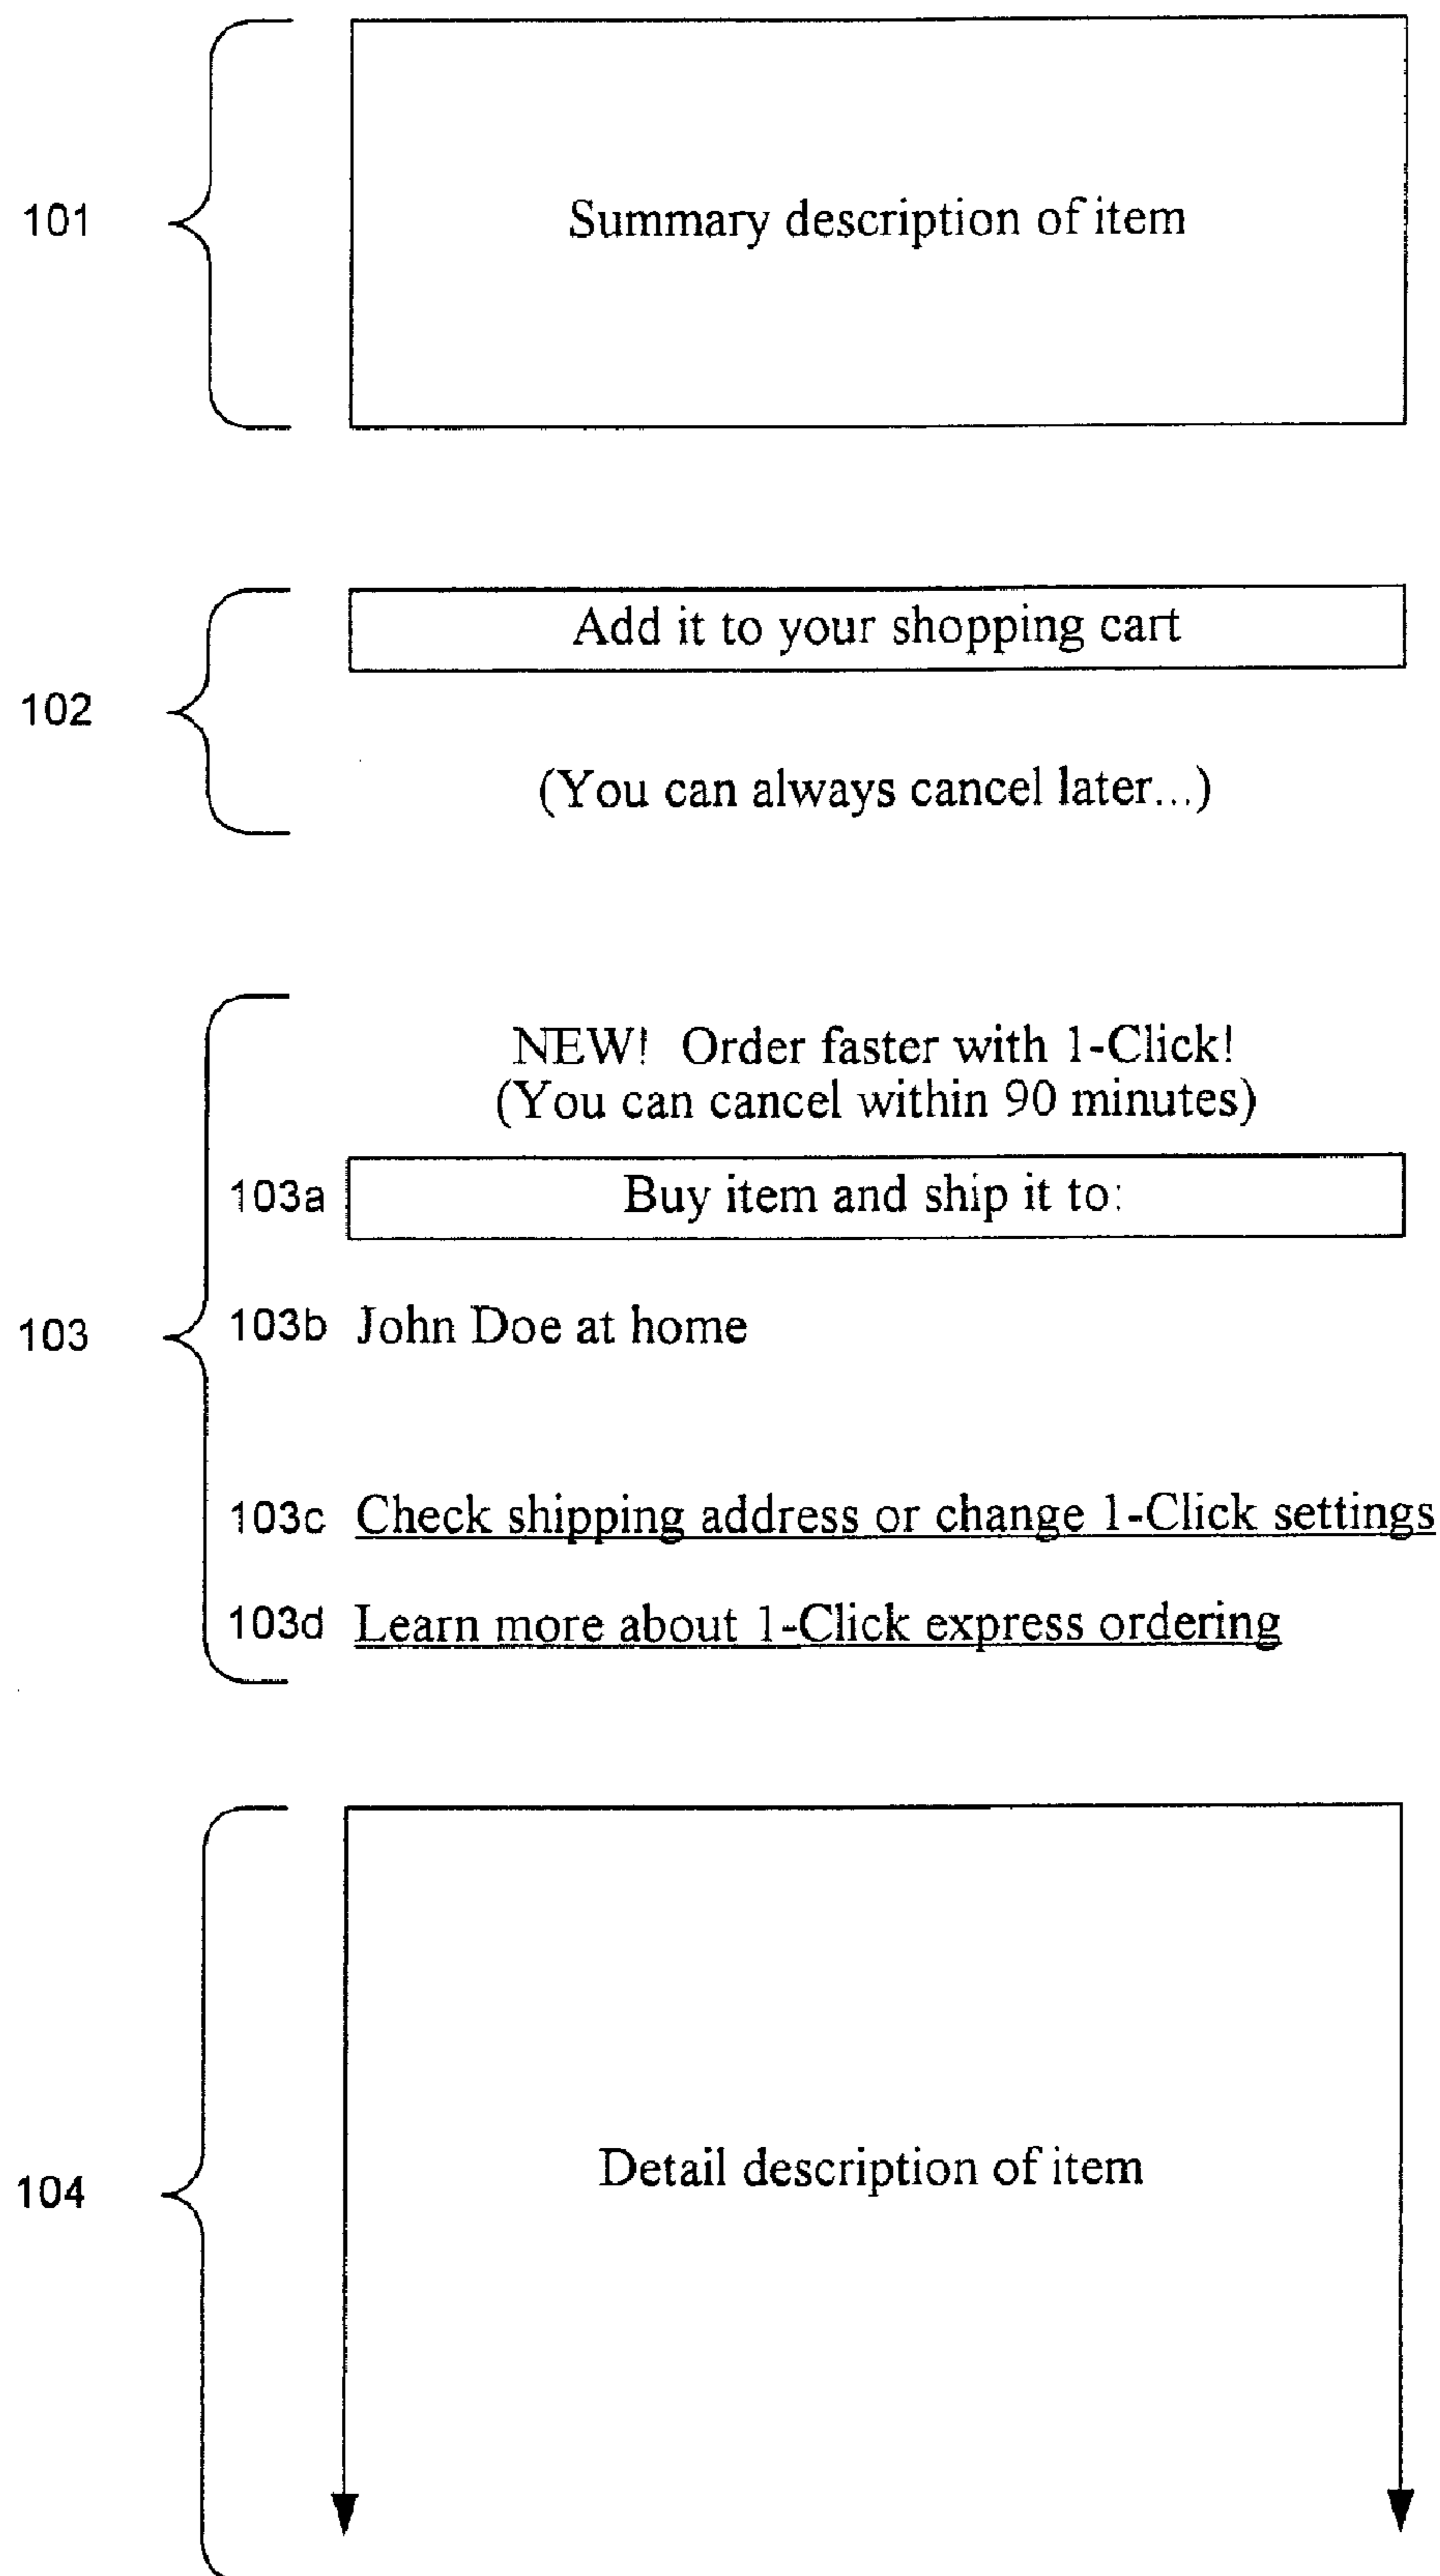 101 Summary description of item
Add it to your shopping cart
102
(You can always cancel later...)
NEW! Order faster with 1-Click!
(You can cancel within 90 minutes)
103a Buy item and ship it to:
103 103b John Doe at home
103c Check shipping address or change 1-Click settings
103d Learn more about 1-Click express ordering
104 Detail description of item